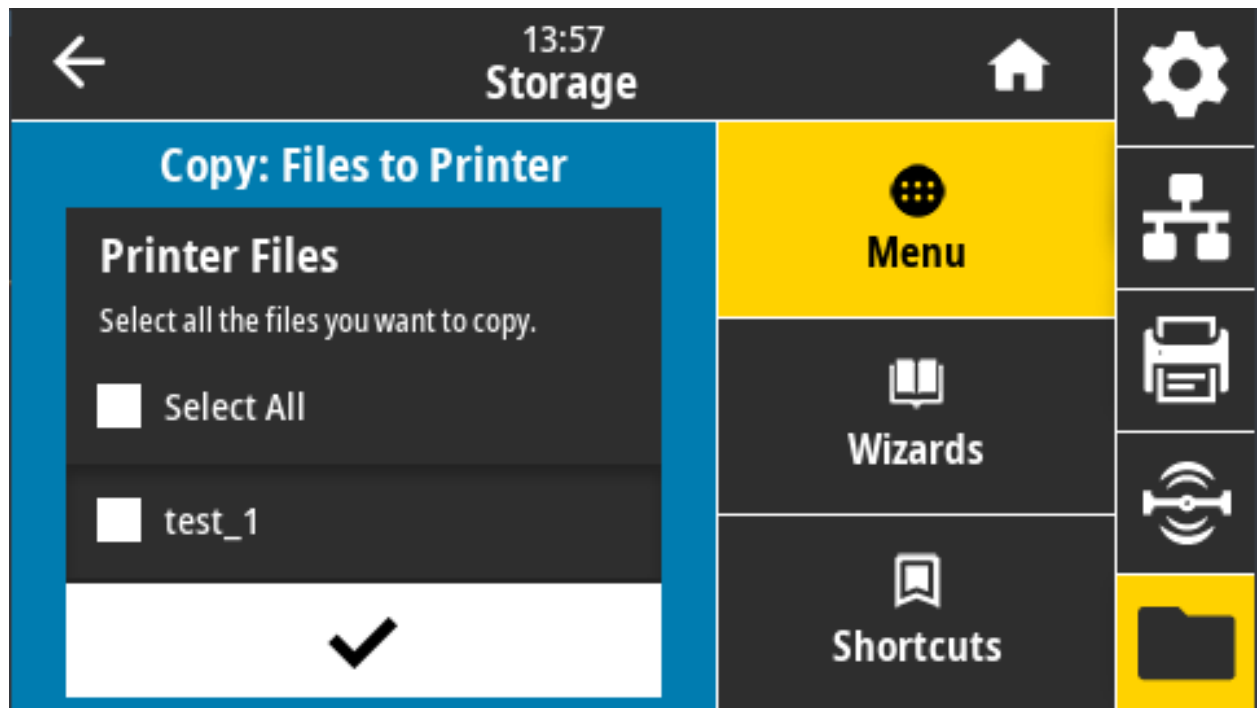 13:57
Storage
Copy: Files to Printer
Printer Files
Select all the files you want to copy.
Select All
test_1
Menu
Wizards
Shortcuts